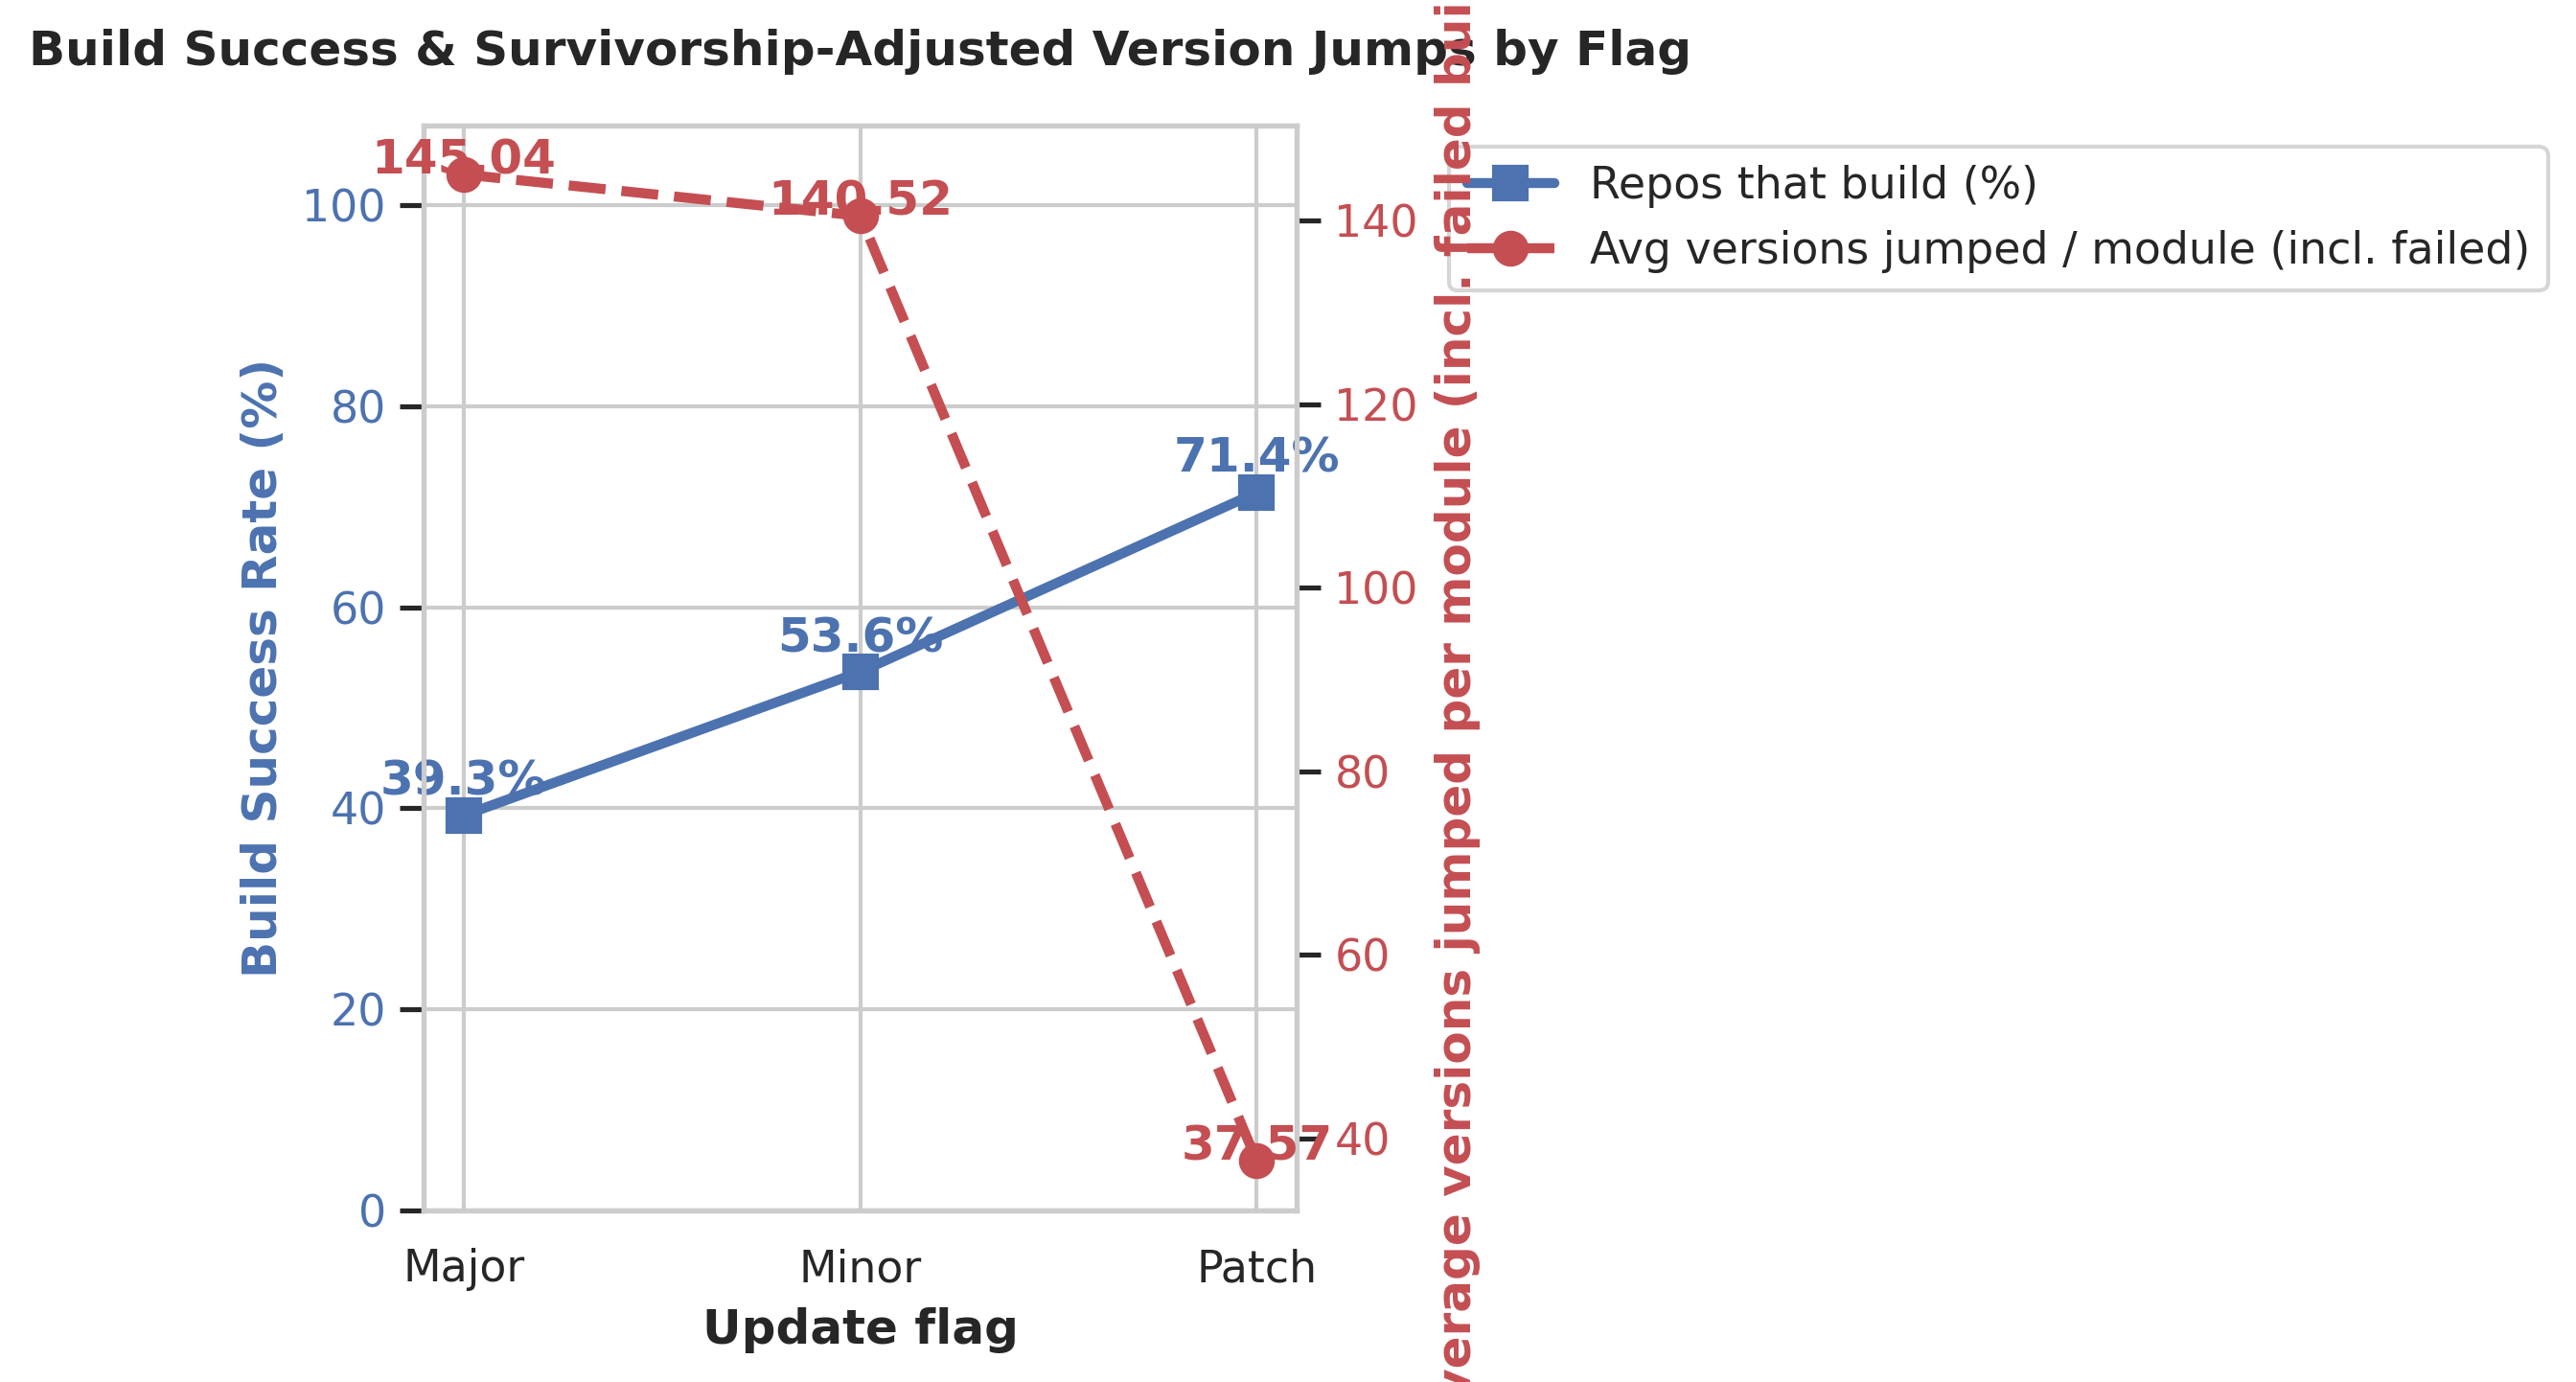 Build Success & Survivorship-Adjusted Version Jumps by Flag
Build Success Rate (%)
100
80
60
40
20
0
145.04
140.52
37.57
39.3%
53.6%
71.4%
140
120
100
80
60
40
versions jumped per module (incl. failed
Repos that build (%)
Avg versions jumped / module (incl. failed)
Major
Minor
Patch
Update flag